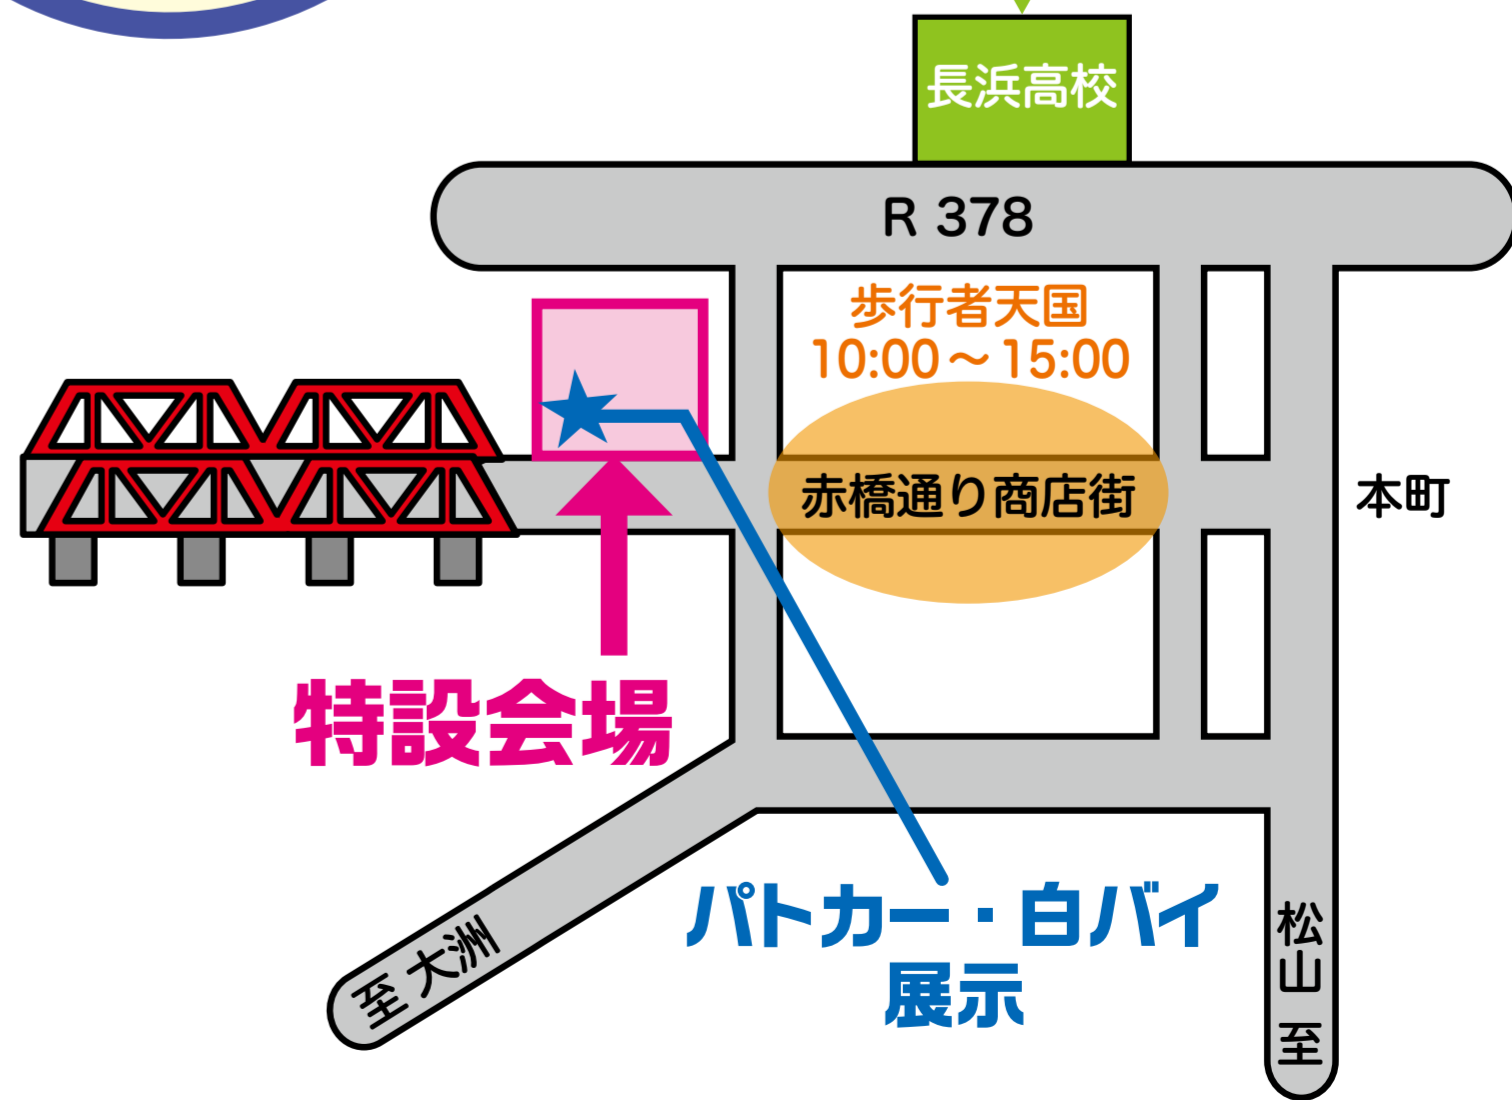 長浜高校
R 378
歩行者天国
10:00～15:00
赤橋通り商店街
本町
特設会場
パトカー・白バイ
展示
至 大洲
松山 至